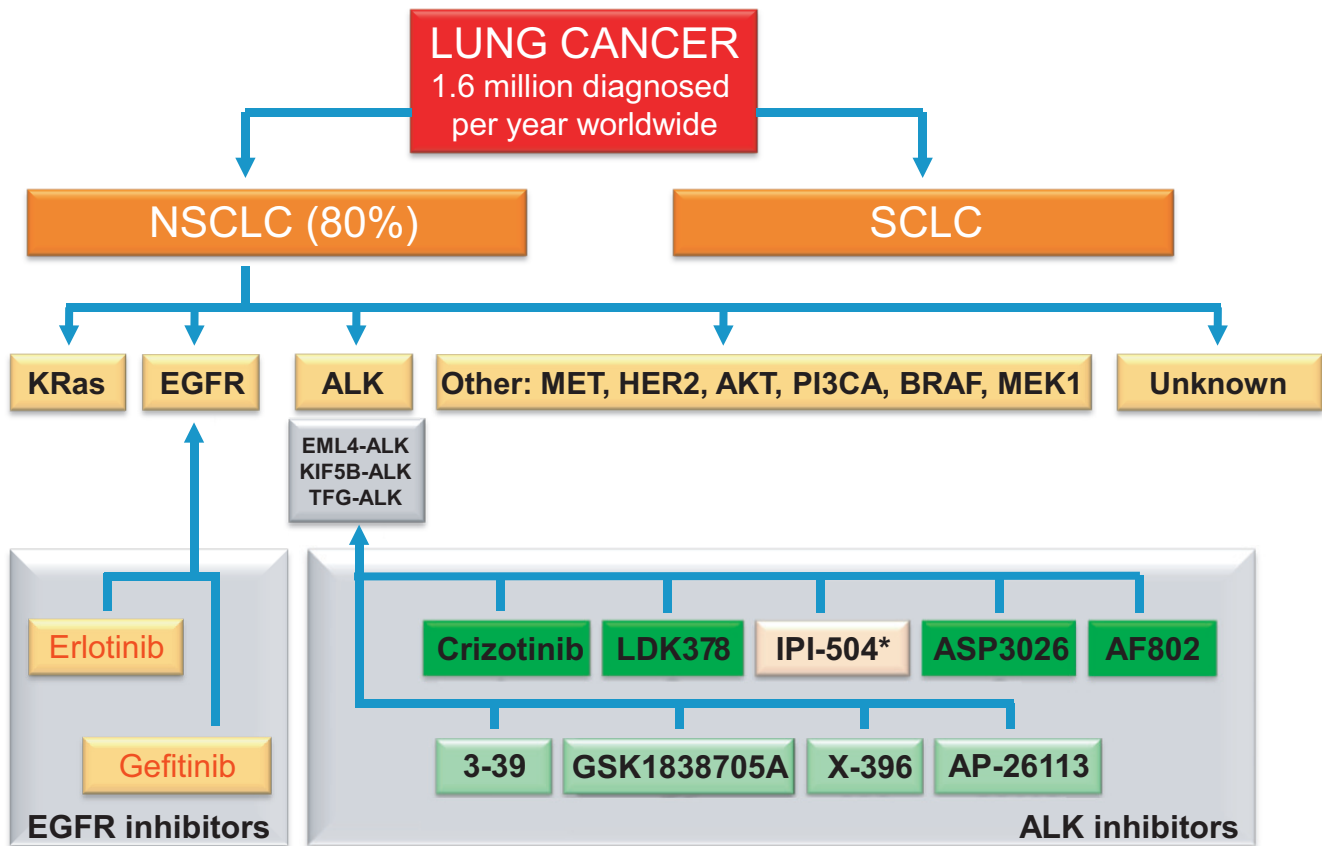 LUNG CANCER
1.6 million diagnosed
per year worldwide
NSCLC (80%)
SCLC
KRas
EGFR
ALK
Other: MET, HER2, AKT, PI3CA, BRAF, MEK1
Unknown
EML4-ALK
KIF5B-ALK
TFG-ALK
Erlotinib
Gefitinib
EGFR inhibitors
Crizotinib
LDK378
IPI-504*
ASP3026
AF802
3-39
GSK1838705A
X-396
AP-26113
ALK inhibitors